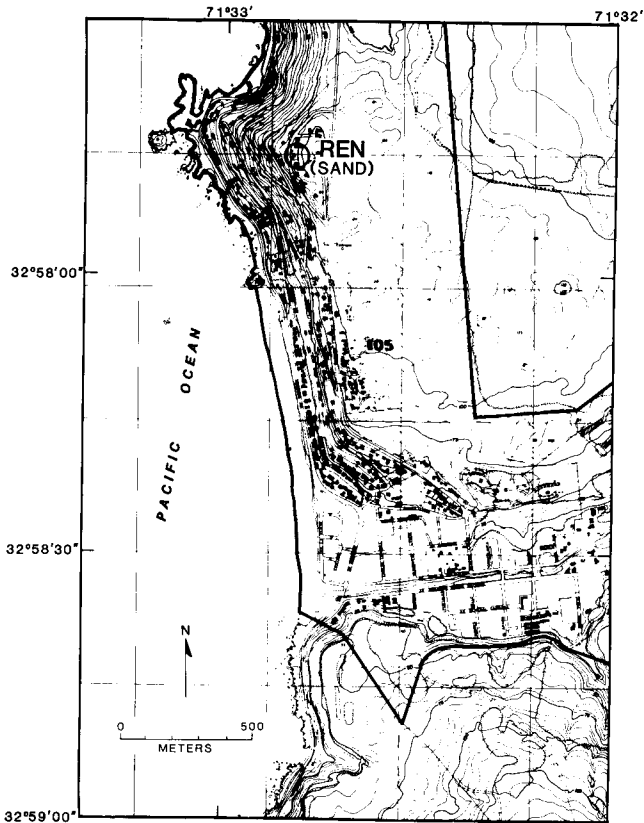 71°33'
71°32'
REN
(SAND)
32°58'00"
105
PACIFIC OCEAN
32°58'30"
N
0 500
METERS
32°59'00"